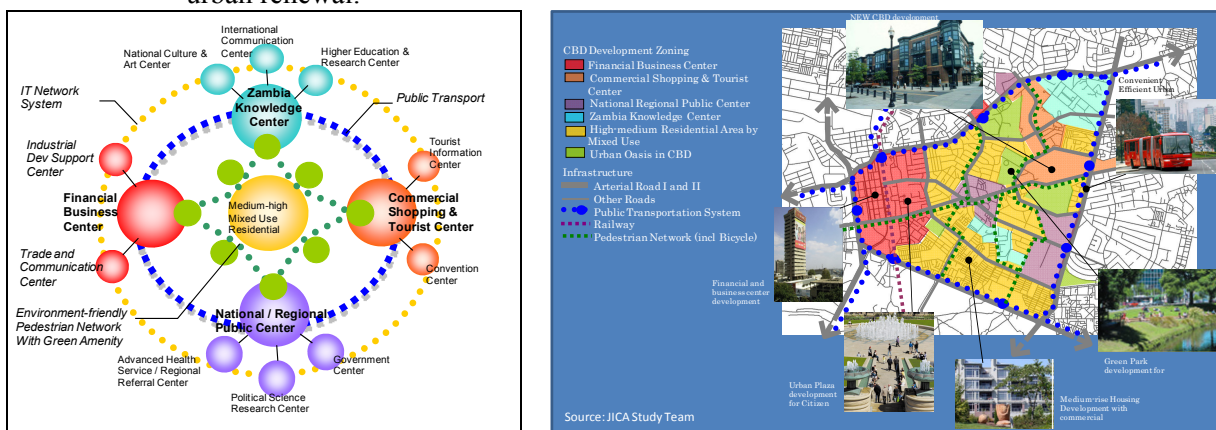 urban renewal.
International
Communication
Center
National Culture &
Art Center
Higher Education &
Research Center
IT Network
System
Zambia
Knowledge
Center
Public Transport
Industrial
Dev Support
Center
Tourist
Information
Center
Financial
Business
Center
Medium-high
Mixed Use
Residential
Commercial
Shopping &
Tourist Center
Trade and
Communication
Center
Convention
Center
Environment-friendly
Pedestrian Network
With Green Amenity
National / Regional
Public Center
Advanced Health
Service / Regional
Referral Center
Government
Center
Political Science
Research Center
NEW CBD development
CBD Development Zoning
Financial Business Center
Commercial Shopping & Tourist
Center
National Regional Public Center
Zambia Knowledge Center
High-medium Residential Area by
Mixed Use
Urban Oasis in CBD
Infrastructure
Arterial Road I and II
Other Roads
Public Transportation System
Railway
Pedestrian Network (incl Bicycle)
Convenient
Efficient Urban
Financial and
business center
development
Urban Plaza
development
for Citizen
Green Park
development for
Medium-rise Housing
Development with
commercial
Source: JICA Study Team